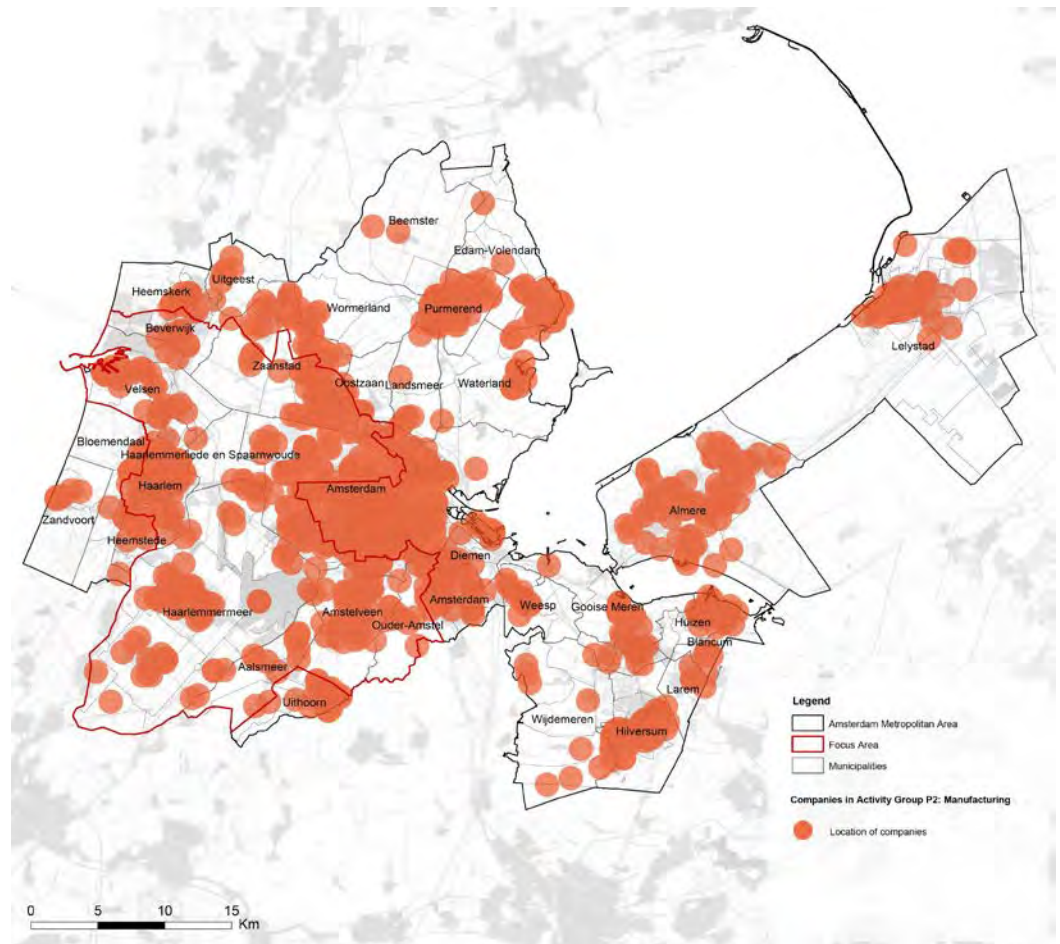 Beemster
Edam-Volendam
Uitgeest
Heemskerk
Wormerland
Purmerend
Beverwijk
Lelystad
Zaanstad
Oostzaan
Landsmeer
Waterland
Velsen
Bloemendaal
Haarlemmerliede en Spaarnwoude
Haarlem
Amsterdam
Almere
Zandvoort
Heemstede
Diemen
Haarlemmermeer
Amstelveen
Amsterdam
Weesp
Gooise Meren
Huizen
Ouder-Amstel
Blaricum
Aalsmeer
Larem
Uithoorn
Wijdemeren
Hilversum
Legend
Amsterdam Metropolitan Area
Focus Area
Municipalities
Companies in Activity Group P2: Manufacturing
Location of companies
0 5 10 15
Km